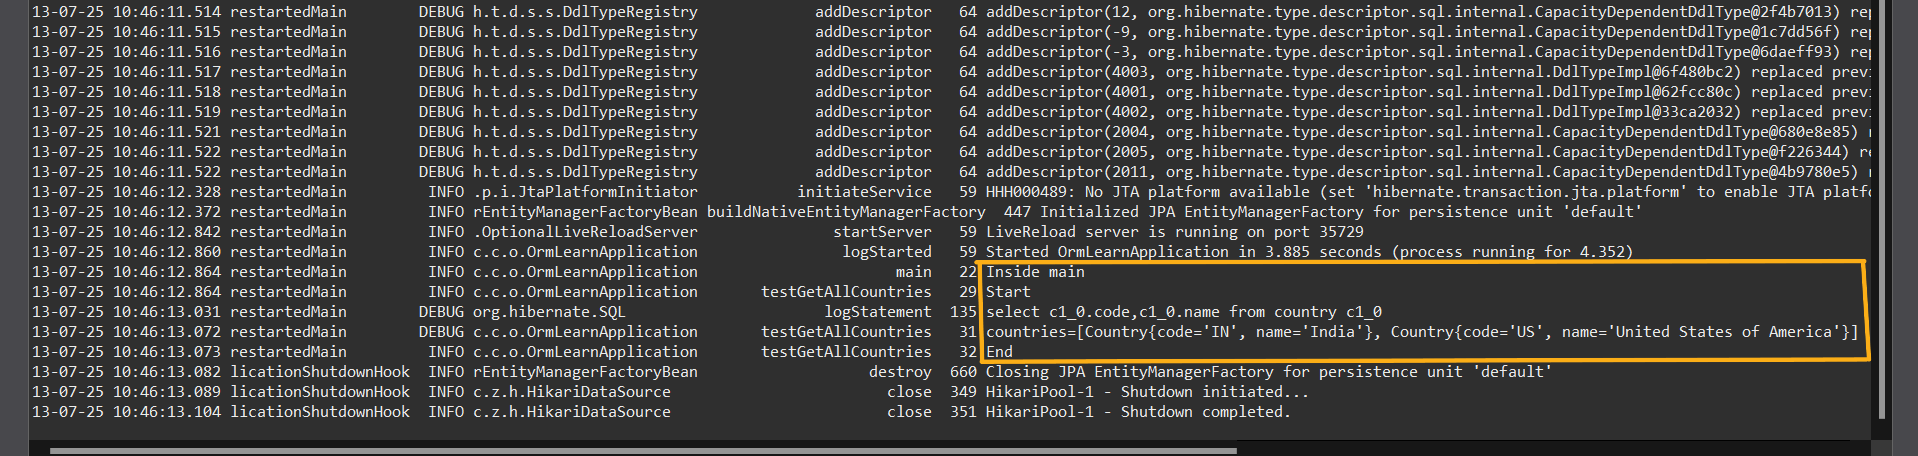 13-07-25 10:46:11.514 restartedMain DEBUG h.t.d.s.s.DdlTypeRegistry addDescriptor 64 addDescriptor(12, org.hibernate.type.descriptor.sql.internal.CapacityDependentDdlType@2f4b7013) rep
13-07-25 10:46:11.515 restartedMain DEBUG h.t.d.s.s.DdlTypeRegistry addDescriptor 64 addDescriptor(-9, org.hibernate.type.descriptor.sql.internal.CapacityDependentDdlType@1c7dd56f) rep
13-07-25 10:46:11.516 restartedMain DEBUG h.t.d.s.s.DdlTypeRegistry addDescriptor 64 addDescriptor(-3, org.hibernate.type.descriptor.sql.internal.CapacityDependentDdlType@6daeff93) rep
13-07-25 10:46:11.517 restartedMain DEBUG h.t.d.s.s.DdlTypeRegistry addDescriptor 64 addDescriptor(4003, org.hibernate.type.descriptor.sql.internal.DdlTypeImpl@6f480bc2) replaced previ
13-07-25 10:46:11.518 restartedMain DEBUG h.t.d.s.s.DdlTypeRegistry addDescriptor 64 addDescriptor(4001, org.hibernate.type.descriptor.sql.internal.DdlTypeImpl@62fcc80c) replaced previ
13-07-25 10:46:11.519 restartedMain DEBUG h.t.d.s.s.DdlTypeRegistry addDescriptor 64 addDescriptor(4002, org.hibernate.type.descriptor.sql.internal.DdlTypeImpl@33ca2032) replaced previ
13-07-25 10:46:11.521 restartedMain DEBUG h.t.d.s.s.DdlTypeRegistry addDescriptor 64 addDescriptor(2004, org.hibernate.type.descriptor.sql.internal.CapacityDependentDdlType@680e8e85) r
13-07-25 10:46:11.522 restartedMain DEBUG h.t.d.s.s.DdlTypeRegistry addDescriptor 64 addDescriptor(2005, org.hibernate.type.descriptor.sql.internal.CapacityDependentDdlType@f226344) re
13-07-25 10:46:11.522 restartedMain DEBUG h.t.d.s.s.DdlTypeRegistry addDescriptor 64 addDescriptor(2011, org.hibernate.type.descriptor.sql.internal.CapacityDependentDdlType@4b9780e5) r
13-07-25 10:46:12.328 restartedMain INFO .p.i.JtaPlatformInitiator initiateService 59 HHH000489: No JTA platform available (set 'hibernate.transaction.jta.platform' to enable JTA platfo
13-07-25 10:46:12.372 restartedMain INFO rEntityManagerFactoryBean buildNativeEntityManagerFactory 447 Initialized JPA EntityManagerFactory for persistence unit 'default'
13-07-25 10:46:12.842 restartedMain INFO .OptionalLiveReloadServer startServer 59 LiveReload server is running on port 35729
13-07-25 10:46:12.860 restartedMain INFO c.c.o.OrmLearnApplication logStarted 59 Started OrmLearnApplication in 3.885 seconds (process running for 4.352)
13-07-25 10:46:12.864 restartedMain INFO c.c.o.OrmLearnApplication main 22 Inside main
13-07-25 10:46:12.864 restartedMain INFO c.c.o.OrmLearnApplication testGetAllCountries 29 Start
13-07-25 10:46:13.031 restartedMain DEBUG org.hibernate.SQL logStatement 135 select c1_0.code,c1_0.name from country c1_0
13-07-25 10:46:13.072 restartedMain DEBUG c.c.o.OrmLearnApplication testGetAllCountries 31 countries=[Country{code='IN', name='India'}, Country{code='US', name='United States of America'}]
13-07-25 10:46:13.073 restartedMain INFO c.c.o.OrmLearnApplication testGetAllCountries 32 End
13-07-25 10:46:13.082 licationShutdownHook INFO rEntityManagerFactoryBean destroy 660 Closing JPA EntityManagerFactory for persistence unit 'default'
13-07-25 10:46:13.089 licationShutdownHook INFO c.z.h.HikariDataSource close 349 HikariPool-1 - Shutdown initiated...
13-07-25 10:46:13.104 licationShutdownHook INFO c.z.h.HikariDataSource close 351 HikariPool-1 - Shutdown completed.